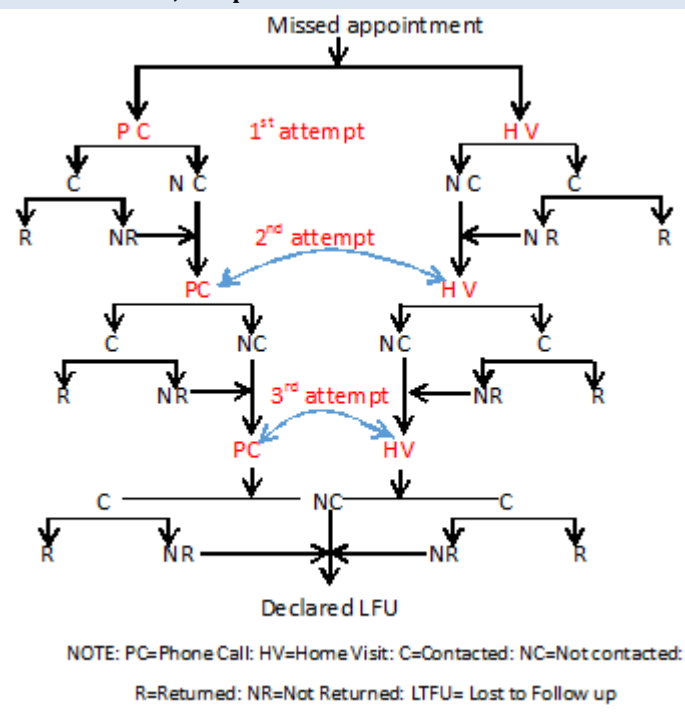 Missed appointment
P C 1st attempt H V
C N C N C C
R NR N R R
2nd attempt
PC H V
C NC NC C
R NR NR R
3rd attempt
PC HV
C NC C
R NR NR R
Declared LFU
NOTE: PC=Phone Call: HV=Home Visit: C=Contacted: NC=Not contacted:
R=Returned: NR=Not Returned: LTFU= Lost to Follow up